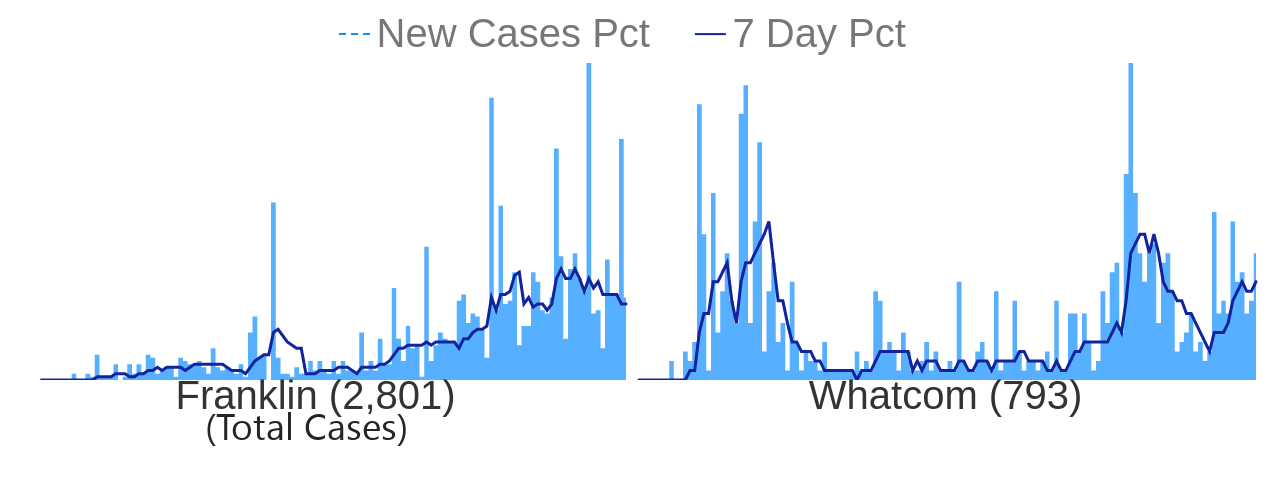 New Cases Pct 7 Day Pct
Franklin (2,801) Whatcom (793)
(Total Cases)